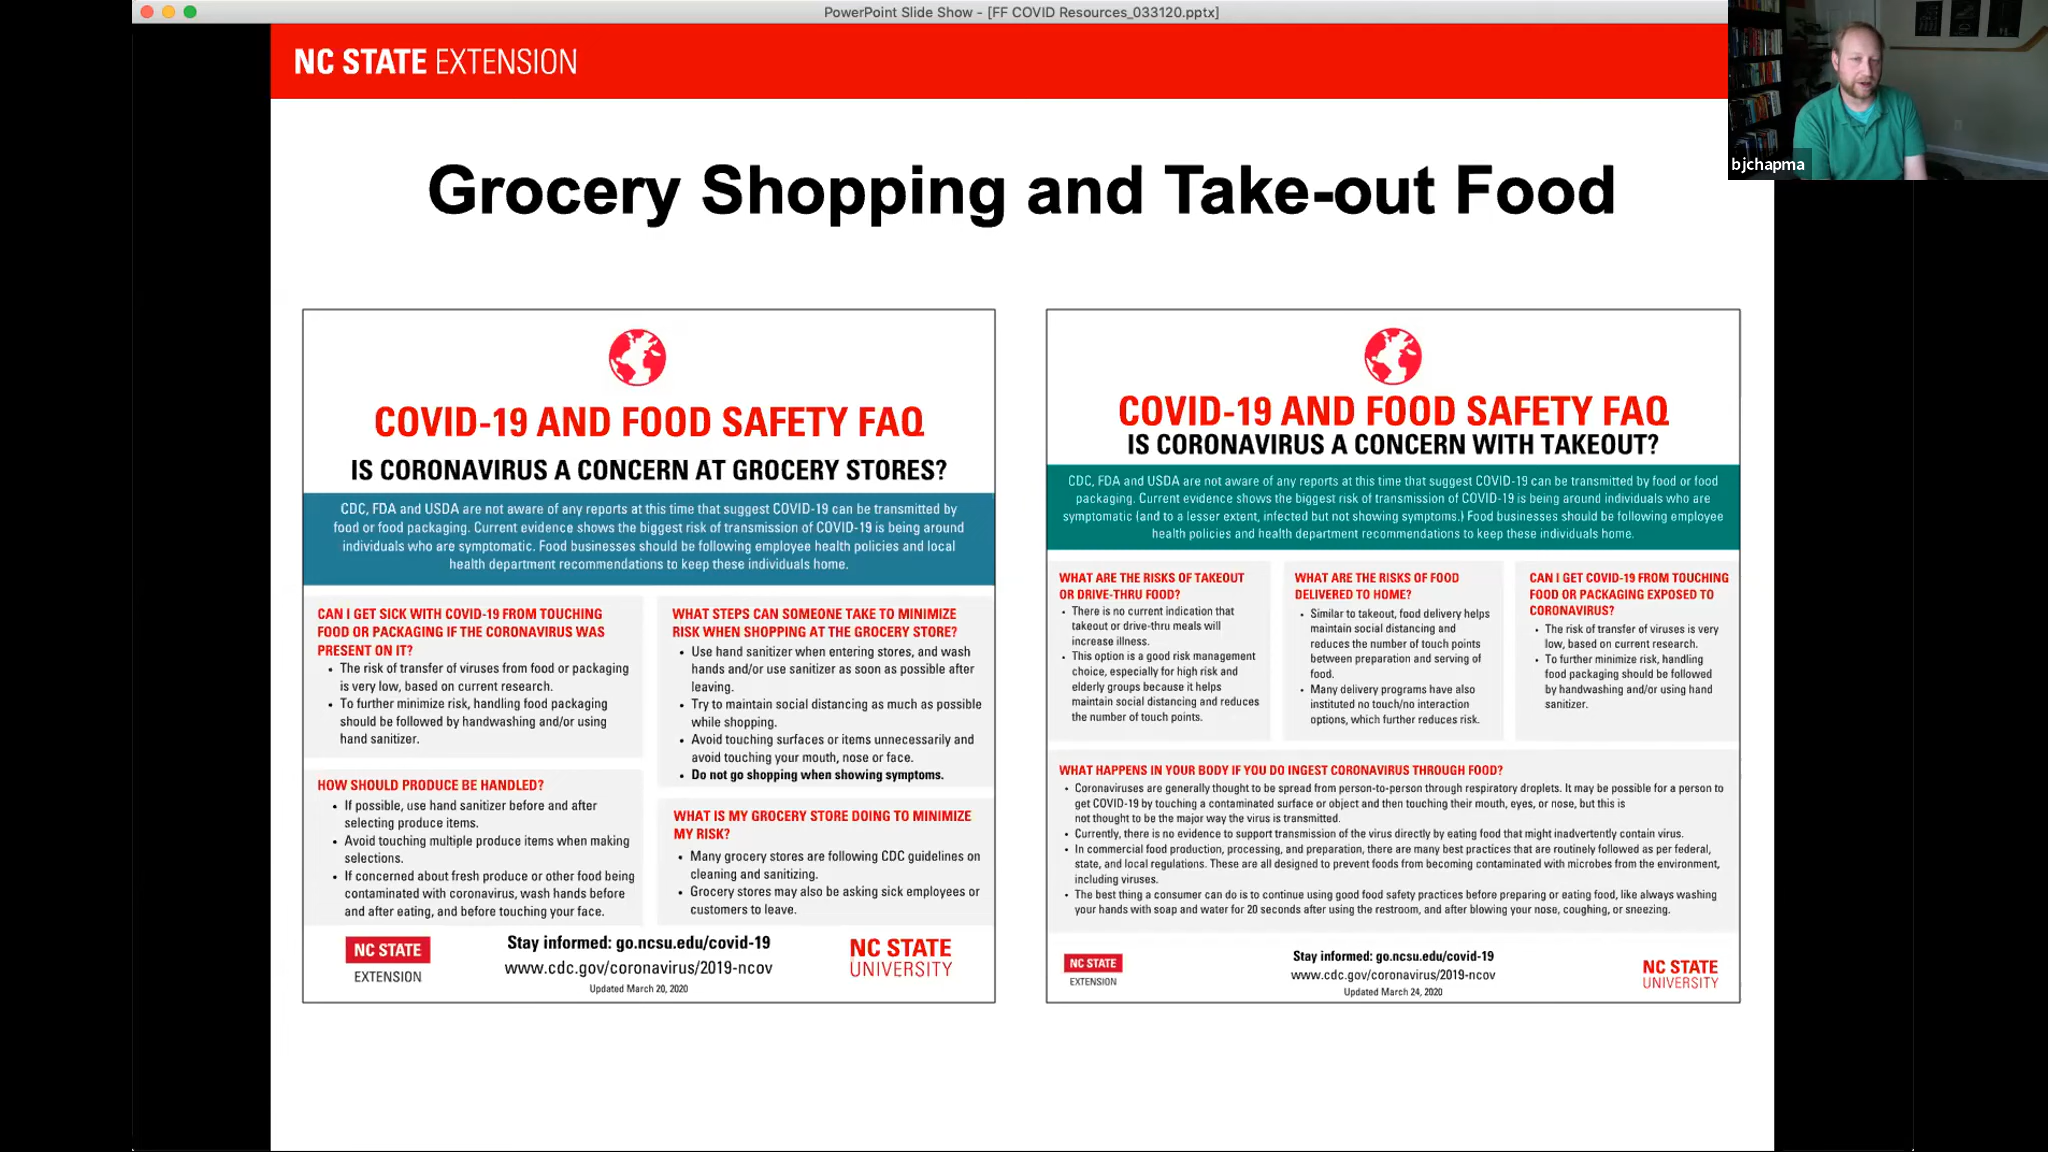 PowerPoint Slide Show - [FF COVID Resources_033120.pptx]
NC STATE EXTENSION
bjchapma
Grocery Shopping and Take-out Food
COVID-19 AND FOOD SAFETY FAQ
IS CORONAVIRUS A CONCERN AT GROCERY STORES?
CDC, FDA and USDA are not aware of any reports at this time that suggest COVID-19 can be transmitted by
food or food packaging. Current evidence shows the biggest risk of transmission of COVID-19 is being around
individuals who are symptomatic. Food businesses should be following employee health policies and local
health department recommendations to keep these individuals home.
CAN I GET SICK WITH COVID-19 FROM TOUCHING
FOOD OR PACKAGING IF THE CORONAVIRUS WAS
PRESENT ON IT?
• The risk of transfer of viruses from food or packaging
is very low, based on current research.
• To further minimize risk, handling food packaging
should be followed by handwashing and/or using
hand sanitizer.
HOW SHOULD PRODUCE BE HANDLED?
• If possible, use hand sanitizer before and after
selecting produce items.
• Avoid touching multiple produce items when making
selections.
• If concerned about fresh produce or other food being
contaminated with coronavirus, wash hands before
and after eating, and before touching your face.
WHAT STEPS CAN SOMEONE TAKE TO MINIMIZE
RISK WHEN SHOPPING AT THE GROCERY STORE?
• Use hand sanitizer when entering stores, and wash
hands and/or use sanitizer as soon as possible after
leaving.
• Try to maintain social distancing as much as possible
while shopping.
• Avoid touching surfaces or items unnecessarily and
avoid touching your mouth, nose or face.
• Do not go shopping when showing symptoms.
WHAT IS MY GROCERY STORE DOING TO MINIMIZE
MY RISK?
• Many grocery stores are following CDC guidelines on
cleaning and sanitizing.
• Grocery stores may also be asking sick employees or
customers to leave.
NC STATE
EXTENSION
Stay informed: go.ncsu.edu/covid-19
www.cdc.gov/coronavirus/2019-ncov
Updated March 20, 2020
NC STATE
UNIVERSITY
COVID-19 AND FOOD SAFETY FAQ
IS CORONAVIRUS A CONCERN WITH TAKEOUT?
CDC, FDA and USDA are not aware of any reports at this time that suggest COVID-19 can be transmitted by food or food
packaging. Current evidence shows the biggest risk of transmission of COVID-19 is being around individuals who are
symptomatic (and to a lesser extent, infected but not showing symptoms.) Food businesses should be following employee
health policies and health department recommendations to keep these individuals home.
WHAT ARE THE RISKS OF TAKEOUT
OR DRIVE-THRU FOOD?
• There is no current indication that
takeout or drive-thru meals will
increase illness.
• This option is a good risk management
choice, especially for high risk and
elderly groups because it helps
maintain social distancing and reduces
the number of touch points.
WHAT ARE THE RISKS OF FOOD
DELIVERED TO HOME?
• Similar to takeout, food delivery helps
maintain social distancing and
reduces the number of touch points
between preparation and serving of
food.
• Many delivery programs have also
instituted no touch/no interaction
options, which further reduces risk.
CAN I GET COVID-19 FROM TOUCHING
FOOD OR PACKAGING EXPOSED TO
CORONAVIRUS?
• The risk of transfer of viruses is very
low, based on current research.
• To further minimize risk, handling
food packaging should be followed
by handwashing and/or using hand
sanitizer.
WHAT HAPPENS IN YOUR BODY IF YOU DO INGEST CORONAVIRUS THROUGH FOOD?
• Coronaviruses are generally thought to be spread from person-to-person through respiratory droplets. It may be possible for a person to
get COVID-19 by touching a contaminated surface or object and then touching their mouth, eyes, or nose, but this is
not thought to be the major way the virus is transmitted.
• Currently, there is no evidence to support transmission of the virus directly by eating food that might inadvertently contain virus.
• In commercial food production, processing, and preparation, there are many best practices that are routinely followed as per federal,
state, and local regulations. These are all designed to prevent foods from becoming contaminated with microbes from the environment,
including viruses.
• The best thing a consumer can do is to continue using good food safety practices before preparing or eating food, like always washing
your hands with soap and water for 20 seconds after using the restroom, and after blowing your nose, coughing, or sneezing.
NC STATE
EXTENSION
Stay informed: go.ncsu.edu/covid-19
www.cdc.gov/coronavirus/2019-ncov
Updated March 24, 2020
NC STATE
UNIVERSITY